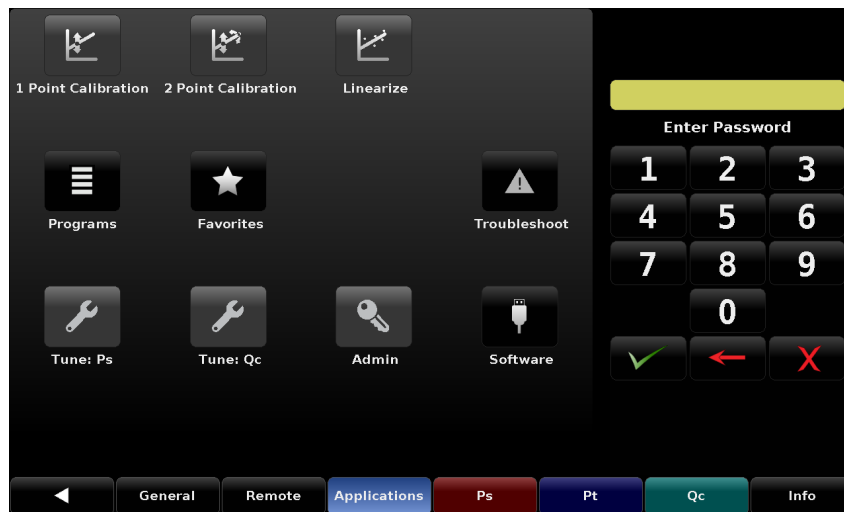 1 Point Calibration
2 Point Calibration
Linearize
Programs
Favorites
Troubleshoot
Tune: Ps
Tune: Qc
Admin
Software
Enter Password
1 2 3
4 5 6
7 8 9
0
X
General Remote Applications Ps Pt Qc Info